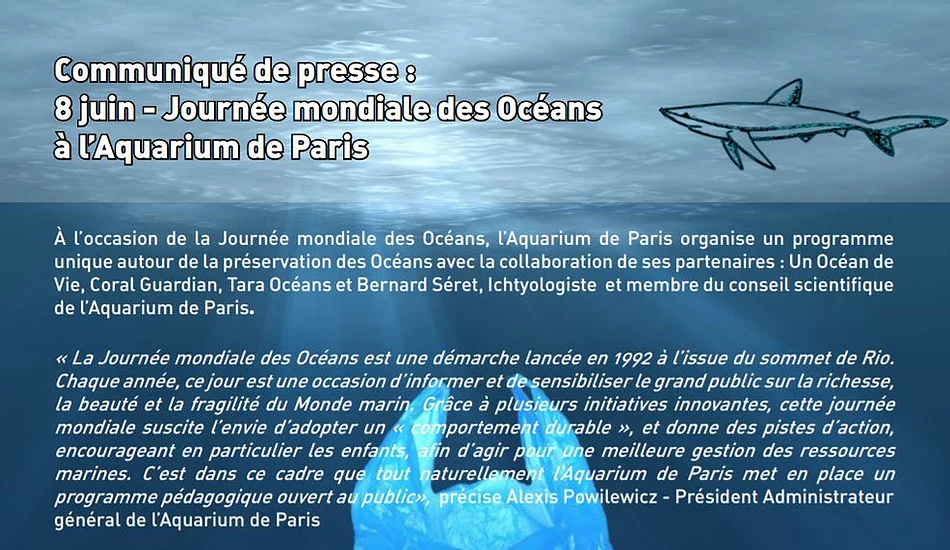 Communiqué de presse :
8 juin - Journée mondiale des Océans
à l'Aquarium de Paris
À l'occasion de la Journée mondiale des Océans, l'Aquarium de Paris organise un programme
unique autour de la préservation des Océans avec la collaboration de ses partenaires : Un Océan de
Vie, Coral Guardian, Tara Océans et Bernard Séret, Ichtyologiste et membre du conseil scientifique
de l'Aquarium de Paris.
« La Journée mondiale des Océans est une démarche lancée en 1992 à l'issue du sommet de Rio.
Chaque année, ce jour est une occasion d'informer et de sensibiliser le grand public sur la richesse,
la beauté et la fragilité du Monde marin. Grâce à plusieurs initiatives innovantes, cette journée
mondiale suscite l'envie d'adopter un « comportement durable », et donne des pistes d'action,
encourageant en particulier les enfants, afin d'agir pour une meilleure gestion des ressources
marines. C'est dans ce cadre que tout naturellement l'Aquarium de Paris met en place un
programme pédagogique ouvert au public», précise Alexis Powilewicz - Président Administrateur
général de l'Aquarium de Paris